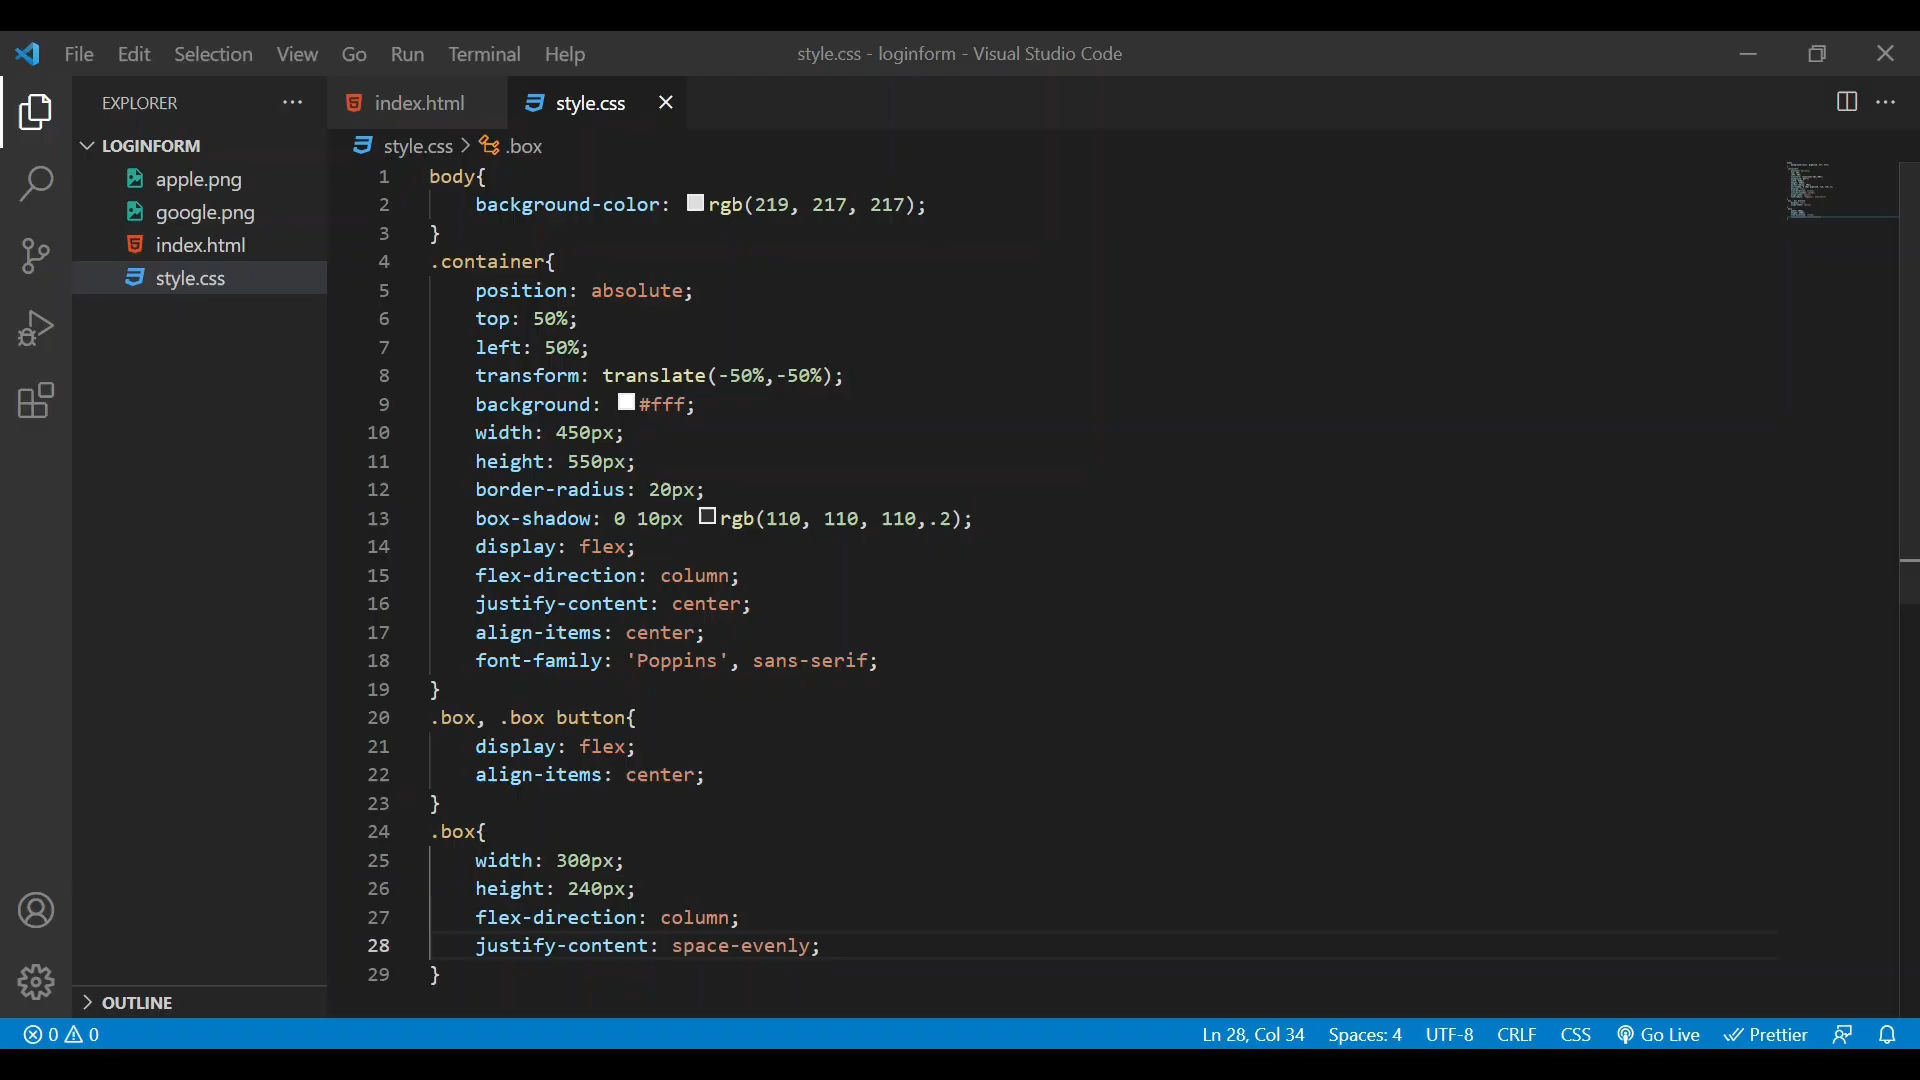 File Edit Selection View Go Run Terminal Help style.css - loginform - Visual Studio Code
EXPLORER
LOGINFORM
apple.png
google.png
index.html
style.css
OUTLINE
index.html style.css
style.css > .box
1 body{
2 background-color: rgb(219, 217, 217);
3 }
4 .container{
5 position: absolute;
6 top: 50%;
7 left: 50%;
8 transform: translate(-50%,-50%);
9 background: #fff;
10 width: 450px;
11 height: 550px;
12 border-radius: 20px;
13 box-shadow: 0 10px rgb(110, 110, 110,.2);
14 display: flex;
15 flex-direction: column;
16 justify-content: center;
17 align-items: center;
18 font-family: 'Poppins', sans-serif;
19 }
20 .box, .box button{
21 display: flex;
22 align-items: center;
23 }
24 .box{
25 width: 300px;
26 height: 240px;
27 flex-direction: column;
28 justify-content: space-evenly;
29 }
0 0 Ln 28, Col 34 Spaces: 4 UTF-8 CRLF CSS Go Live Prettier